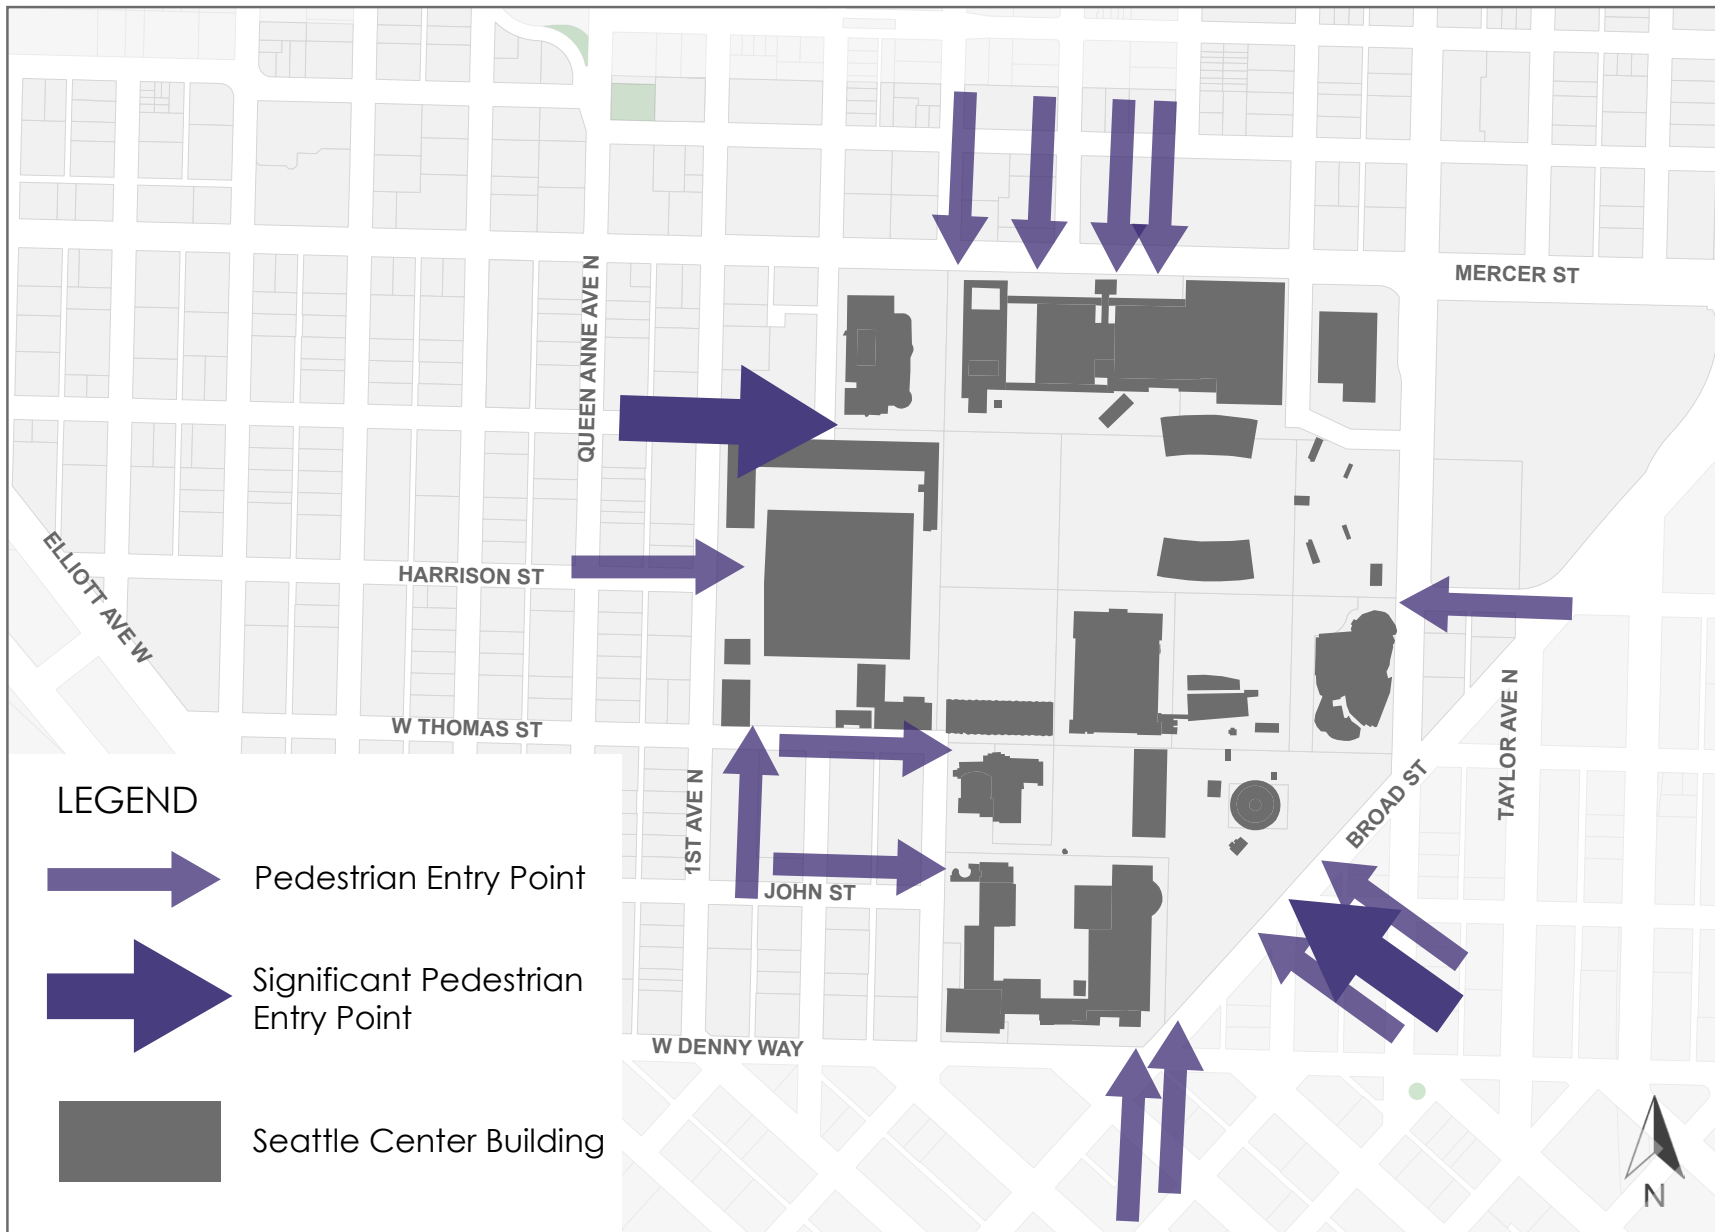 MERCER ST
QUEEN ANNE AVE N
ELLIOTT AVE W
HARRISON ST
W THOMAS ST
TAYLOR AVE N
BROAD ST
1ST AVE N
JOHN ST
W DENNY WAY
LEGEND
Pedestrian Entry Point
Significant Pedestrian
Entry Point
Seattle Center Building
N